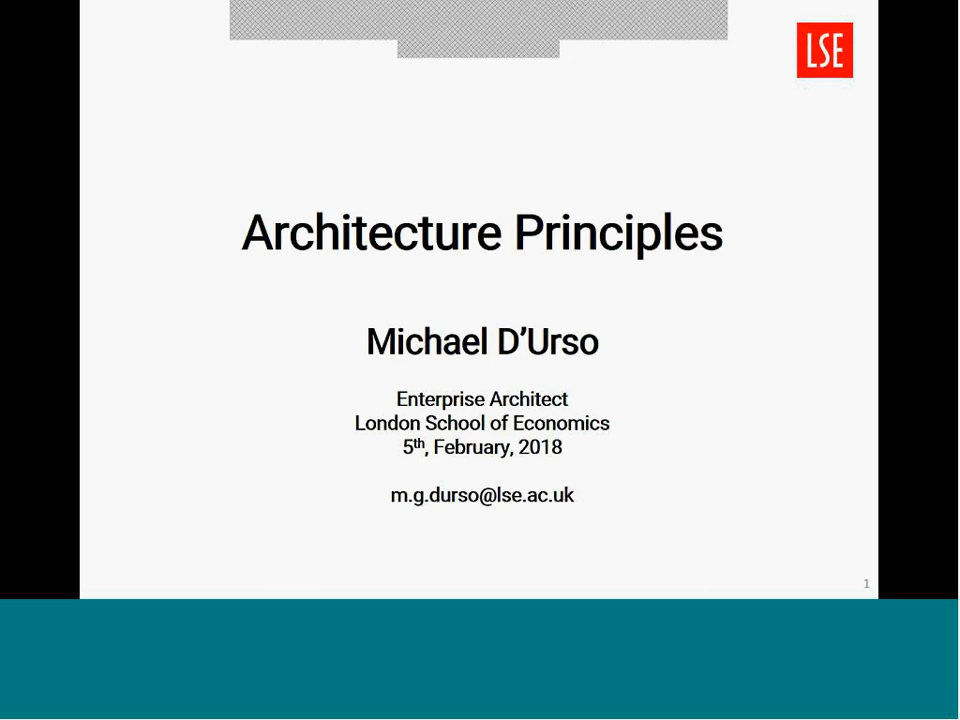 LSE
Architecture Principles
Michael D’Urso
Enterprise Architect
London School of Economics
5th, February, 2018
m.g.durso@lse.ac.uk
1